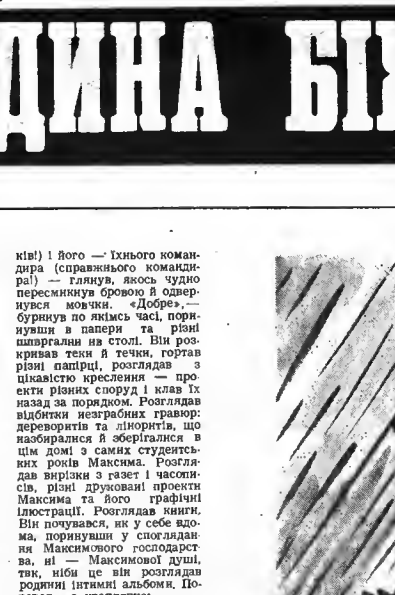 ДИНА БІ
ків!) і його — їхнього коман-
дира (справжнього команди-
ра!) — глянув, якось чудно
пересмикнув бровою й одвер-
нувся мовчки. «Добре», —
буркнув по якімсь часі, пори-
нувши в папери та різні
шпаргали на столі. Він роз-
кривав теки й течки, гортав
різні папірці, розглядав з
цікавістю креслення — про-
екти різних споруд і клав їх
назад за порядком. Розглядав
відбитки незграбних гравюр:
дереворитів та ліноритів, що
назбиралися й зберігалися в
цім домі з самих студентсь-
ких років Максима. Розгля-
дав вирізки з газет і часопи-
сів, різні друковані проекти
Максима та його графічні
ілюстрації. Розглядав книги.
Він почувався, як у себе вдо-
ма, поринувши у споглядан-
ня Максимового господарст-
ва, ні — Максимової душі,
так, ніби це він розглядав
родинні інтимні альбоми. По-